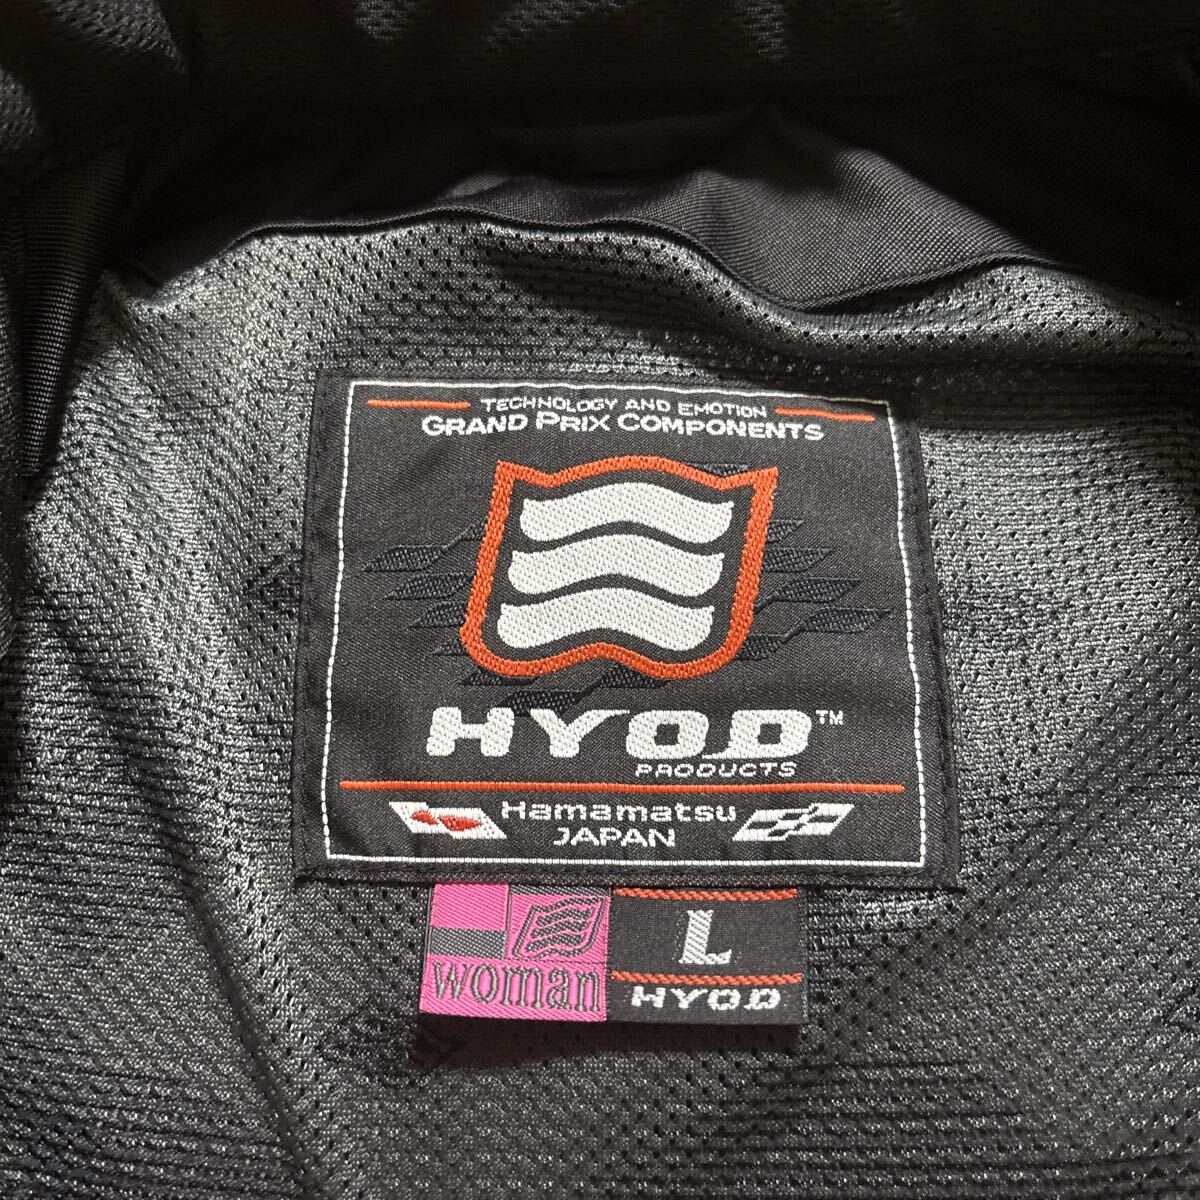 TECHNOLOGY AND EMOTION
GRAND PRIX COMPONENTS
HYOD™
PRODUCTS
Hamamatsu
JAPAN
woman
L
HYOD